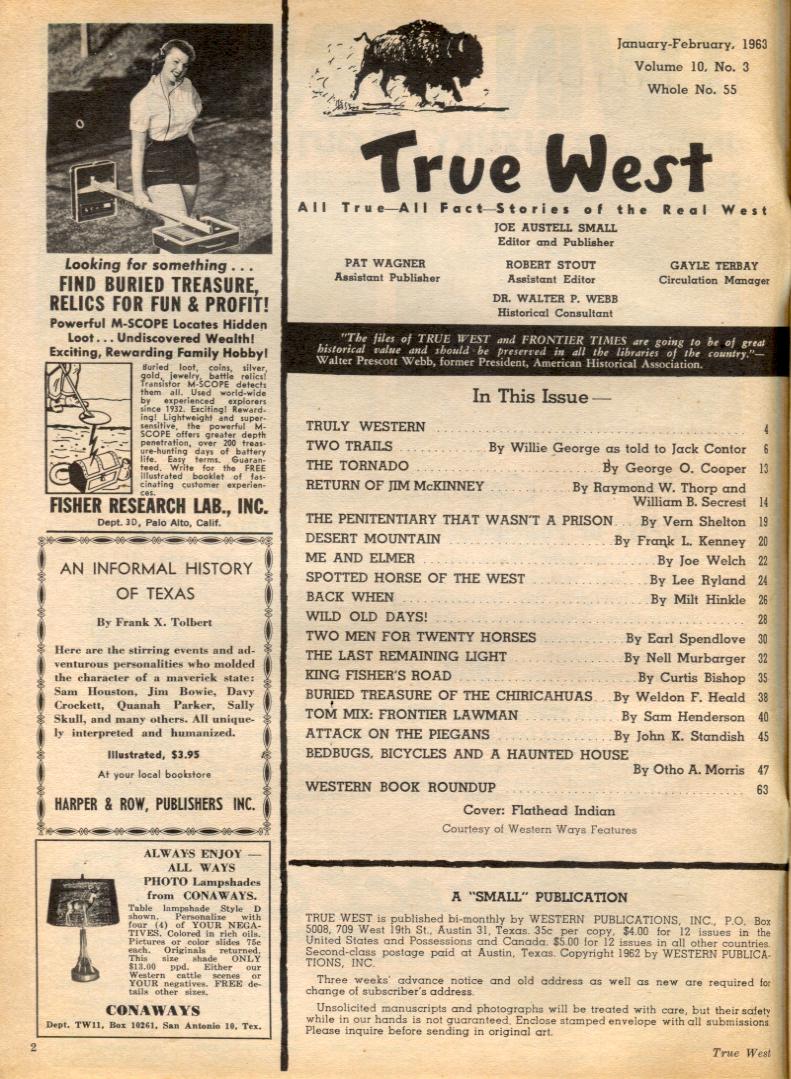 Looking for something . . .
FIND BURIED TREASURE,
RELICS FOR FUN & PROFIT!
Powerful M-SCOPE Locates Hidden
Loot . . . Undiscovered Wealth!
Exciting, Rewarding Family Hobby!
Buried loot, coins, silver,
gold, jewelry, battle relics!
Transistor M-SCOPE detects
them all. Used world-wide
by experienced explorers
since 1932. Exciting! Reward-
ing! Lightweight and super-
sensitive, the powerful M-
SCOPE offers greater depth
penetration, over 200 treas-
ure-hunting days of battery
life. Easy terms. Guaran-
teed. Write for the FREE
illustrated booklet of fas-
cinating customer experien-
ces.
FISHER RESEARCH LAB., INC.
Dept. 3D, Palo Alto, Calif.
AN INFORMAL HISTORY
OF TEXAS
By Frank X. Tolbert
Here are the stirring events and ad-
venturous personalities who molded
the character of a maverick state:
Sam Houston, Jim Bowie, Davy
Crockett, Quanah Parker, Sally
Skull, and many others. All unique-
ly interpreted and humanized.
Illustrated, $3.95
At your local bookstore
HARPER & ROW, PUBLISHERS INC.
ALWAYS ENJOY —
ALL WAYS
PHOTO Lampshades
from CONAWAYS.
Table lampshade Style D
shown. Personalize with
four (4) of YOUR NEGA-
TIVES. Colored in rich oils.
Pictures or color slides 75c
each. Originals returned.
This size shade ONLY
$13.00 ppd. Either our
Western cattle scenes or
YOUR negatives. FREE de-
tails other sizes.
CONAWAYS
Dept. TW11, Box 10261, San Antonio 10, Tex.
2
January-February, 1963
Volume 10, No. 3
Whole No. 55
True West
All True—All Fact—Stories of the Real West
JOE AUSTELL SMALL
Editor and Publisher
PAT WAGNER
Assistant Publisher
ROBERT STOUT
Assistant Editor
GAYLE TERBAY
Circulation Manager
DR. WALTER P. WEBB
Historical Consultant
"The files of TRUE WEST and FRONTIER TIMES are going to be of great
historical value and should be preserved in all the libraries of the country."—
Walter Prescott Webb, former President, American Historical Association.
In This Issue —
TRULY WESTERN 4
TWO TRAILS By Willie George as told to Jack Contor 6
THE TORNADO By George O. Cooper 13
RETURN OF JIM McKINNEY By Raymond W. Thorp and
William B. Secrest 14
THE PENITENTIARY THAT WASN'T A PRISON By Vern Shelton 19
DESERT MOUNTAIN By Frank L. Kenney 20
ME AND ELMER By Joe Welch 22
SPOTTED HORSE OF THE WEST By Lee Ryland 24
BACK WHEN By Milt Hinkle 26
WILD OLD DAYS! 28
TWO MEN FOR TWENTY HORSES By Earl Spendlove 30
THE LAST REMAINING LIGHT By Nell Murbarger 32
KING FISHER'S ROAD By Curtis Bishop 35
BURIED TREASURE OF THE CHIRICAHUAS By Weldon F. Heald 38
TOM MIX: FRONTIER LAWMAN By Sam Henderson 40
ATTACK ON THE PIEGANS By John K. Standish 45
BEDBUGS, BICYCLES AND A HAUNTED HOUSE
By Otho A. Morris 47
WESTERN BOOK ROUNDUP 63
Cover: Flathead Indian
Courtesy of Western Ways Features
A "SMALL" PUBLICATION
TRUE WEST is published bi-monthly by WESTERN PUBLICATIONS, INC., P.O. Box
5008, 709 West 19th St., Austin 31, Texas. 35c per copy, $4.00 for 12 issues in the
United States and Possessions and Canada. $5.00 for 12 issues in all other countries.
Second-class postage paid at Austin, Texas. Copyright 1962 by WESTERN PUBLICA-
TIONS, INC.
Three weeks' advance notice and old address as well as new are required for
change of subscriber's address.
Unsolicited manuscripts and photographs will be treated with care, but their safety
while in our hands is not guaranteed. Enclose stamped envelope with all submissions.
Please inquire before sending in original art.
True West